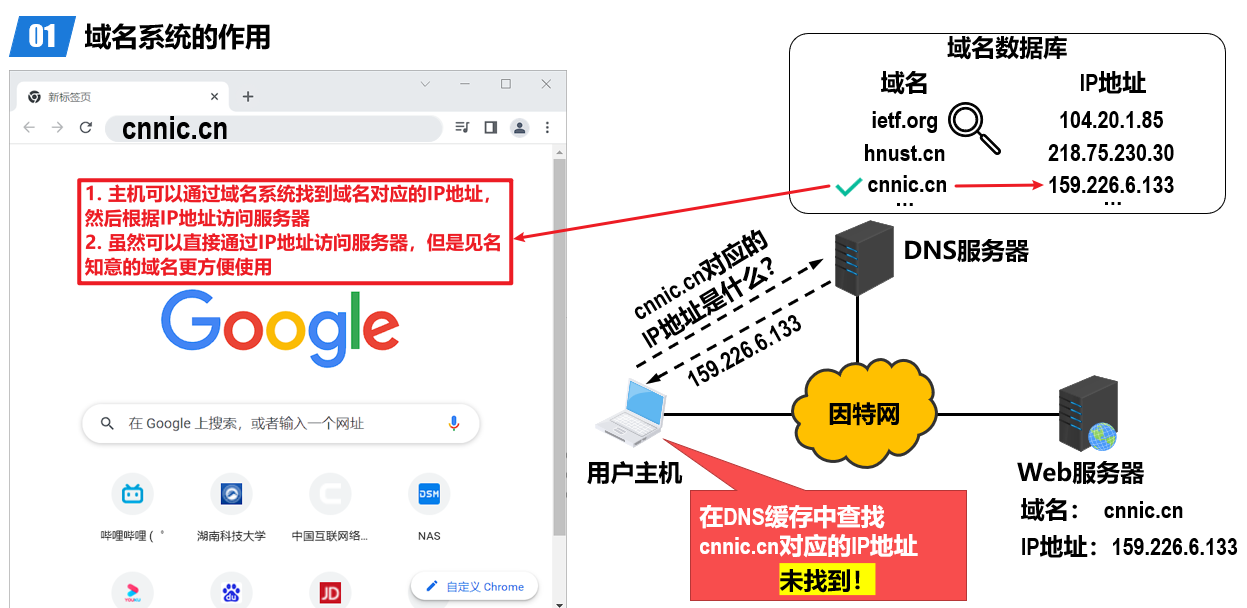 01 域名系统的作用
新标签页
cnnic.cn
1. 主机可以通过域名系统找到域名对应的IP地址，
然后根据IP地址访问服务器
2. 虽然可以直接通过IP地址访问服务器，但是见名
知意的域名更方便使用
Google
在 Google 上搜索，或者输入一个网址
哔哩哔哩 ( ゜ 湖南科技大学 中国互联网络... NAS
DSM
YOUKU
du
JD
自定义 Chrome
域名数据库
域名 IP地址
ietf.org 104.20.1.85
hnust.cn 218.75.230.30
cnnic.cn 159.226.6.133
... ...
DNS服务器
cnnic.cn对应的
IP地址是什么？
159.226.6.133
因特网
用户主机
Web服务器
域名： cnnic.cn
IP地址：159.226.6.133
在DNS缓存中查找
cnnic.cn对应的IP地址
未找到！